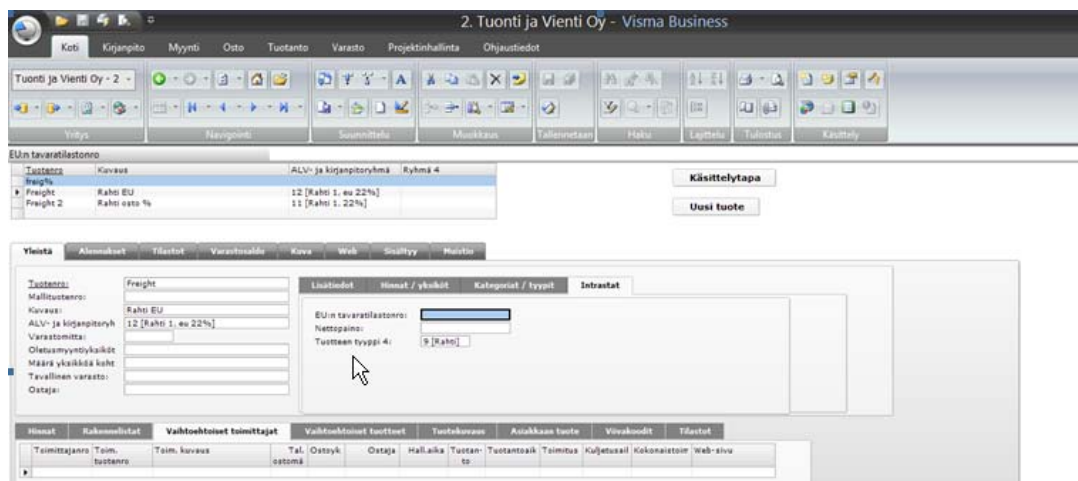 2. Tuonti ja Vienti Oy - Visma Business
Koti Kirjanpito Myynti Osto Tuotanto Varasto Projektinhallinta Ohjaustiedot
Tuonti ja Vienti Oy - 2
Yritys Navigointi Suunnittelu Muokkaus Tallennetaan Haku Lajittelu Tulostus Käsittely
EU:n tavaratilastonro
Tuotenro Kuvaus ALV- ja kirjanpitoryhmä Ryhmä 4
freig%
Freight Rahti EU 12 [Rahti 1, eu 22%]
Freight 2 Rahti osto % 11 [Rahti 1, 22%]
Käsittelytapa
Uusi tuote
Yleistä Alennukset Tilastot Varastosaldo Kuva Web Sisältyy Muistio
Tuotenro: Freight
Mallituotenro:
Kuvaus: Rahti EU
ALV- ja kirjanpitoryh 12 [Rahti 1, eu 22%]
Varastomitta:
Oletusmyyntiyksiköt
Määrä yksikköä koht
Tavallinen varasto:
Ostaja:
Lisätiedot Hinnat / yksiköt Kategoriat / tyypit Intrastat
EU:n tavaratilastonro:
Nettopaino:
Tuotteen tyyppi 4: 9 [Rahti]
Hinnat Rakennelistat Vaihtoehtoiset toimittajat Vaihtoehtoiset tuotteet Tuotekuvaus Asiakkaan tuote Viivakoodit Tilastot
Toimittajanro Toim. tuotenro Toim. kuvaus Tal. ostomä Ostoyk Ostaja Hall.aika Tuotan-to Tuotantoaik Toimitus Kuljetusail Kokonaistoim Web-sivu